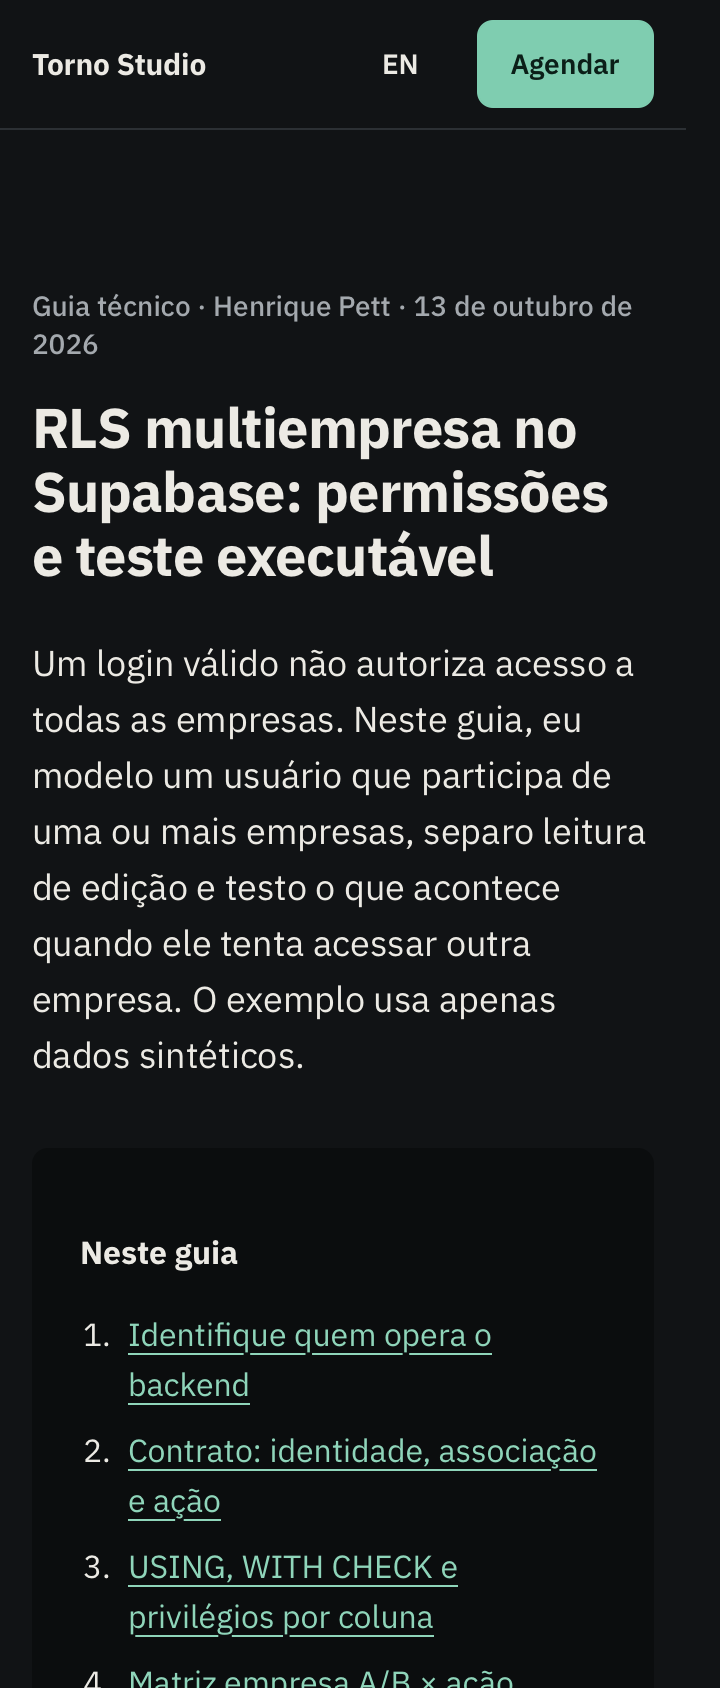 Torno Studio
EN
Agendar
Guia técnico · Henrique Pett · 13 de outubro de
2026
RLS multiempresa no
Supabase: permissões
e teste executável
Um login válido não autoriza acesso a
todas as empresas. Neste guia, eu
modelo um usuário que participa de
uma ou mais empresas, separo leitura
de edição e testo o que acontece
quando ele tenta acessar outra
empresa. O exemplo usa apenas
dados sintéticos.
Neste guia
1. Identifique quem opera o
backend
2. Contrato: identidade, associação
e ação
3. USING, WITH CHECK e
privilégios por coluna
4. Matriz empresa A/B × ação